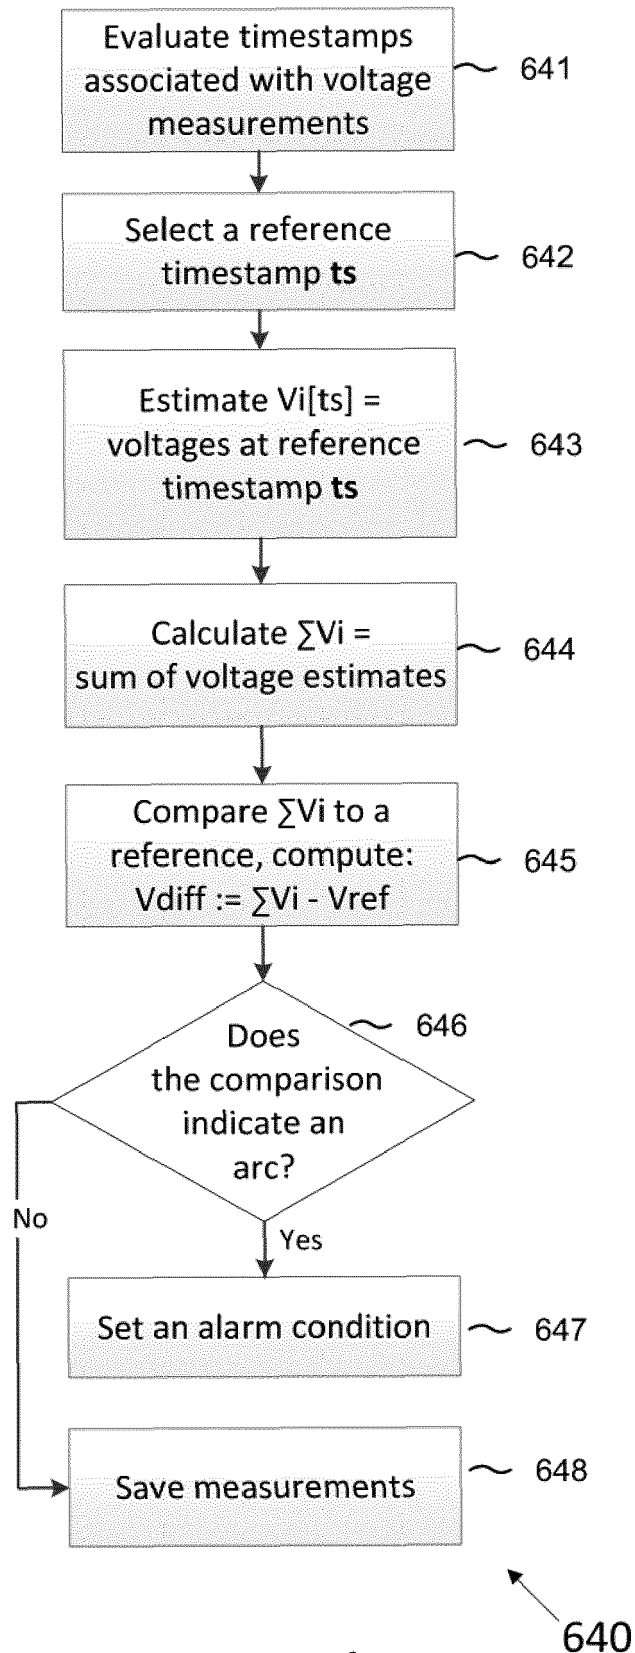 Evaluate timestamps
associated with voltage
measurements
641
Select a reference
timestamp ts
642
Estimate Vi[ts] =
voltages at reference
timestamp ts
643
Calculate ∑Vi =
sum of voltage estimates
644
Compare ∑Vi to a
reference, compute:
Vdiff := ∑Vi - Vref
645
646
Does
the comparison
indicate an
arc?
No
Yes
Set an alarm condition
647
Save measurements
648
640